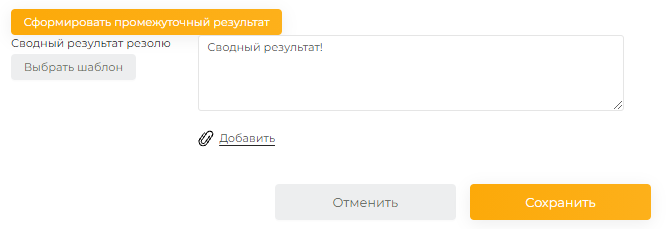 Сформировать промежуточный результат
Сводный результат резолю
Сводный результат!
Выбрать шаблон
Добавить
Отменить
Сохранить